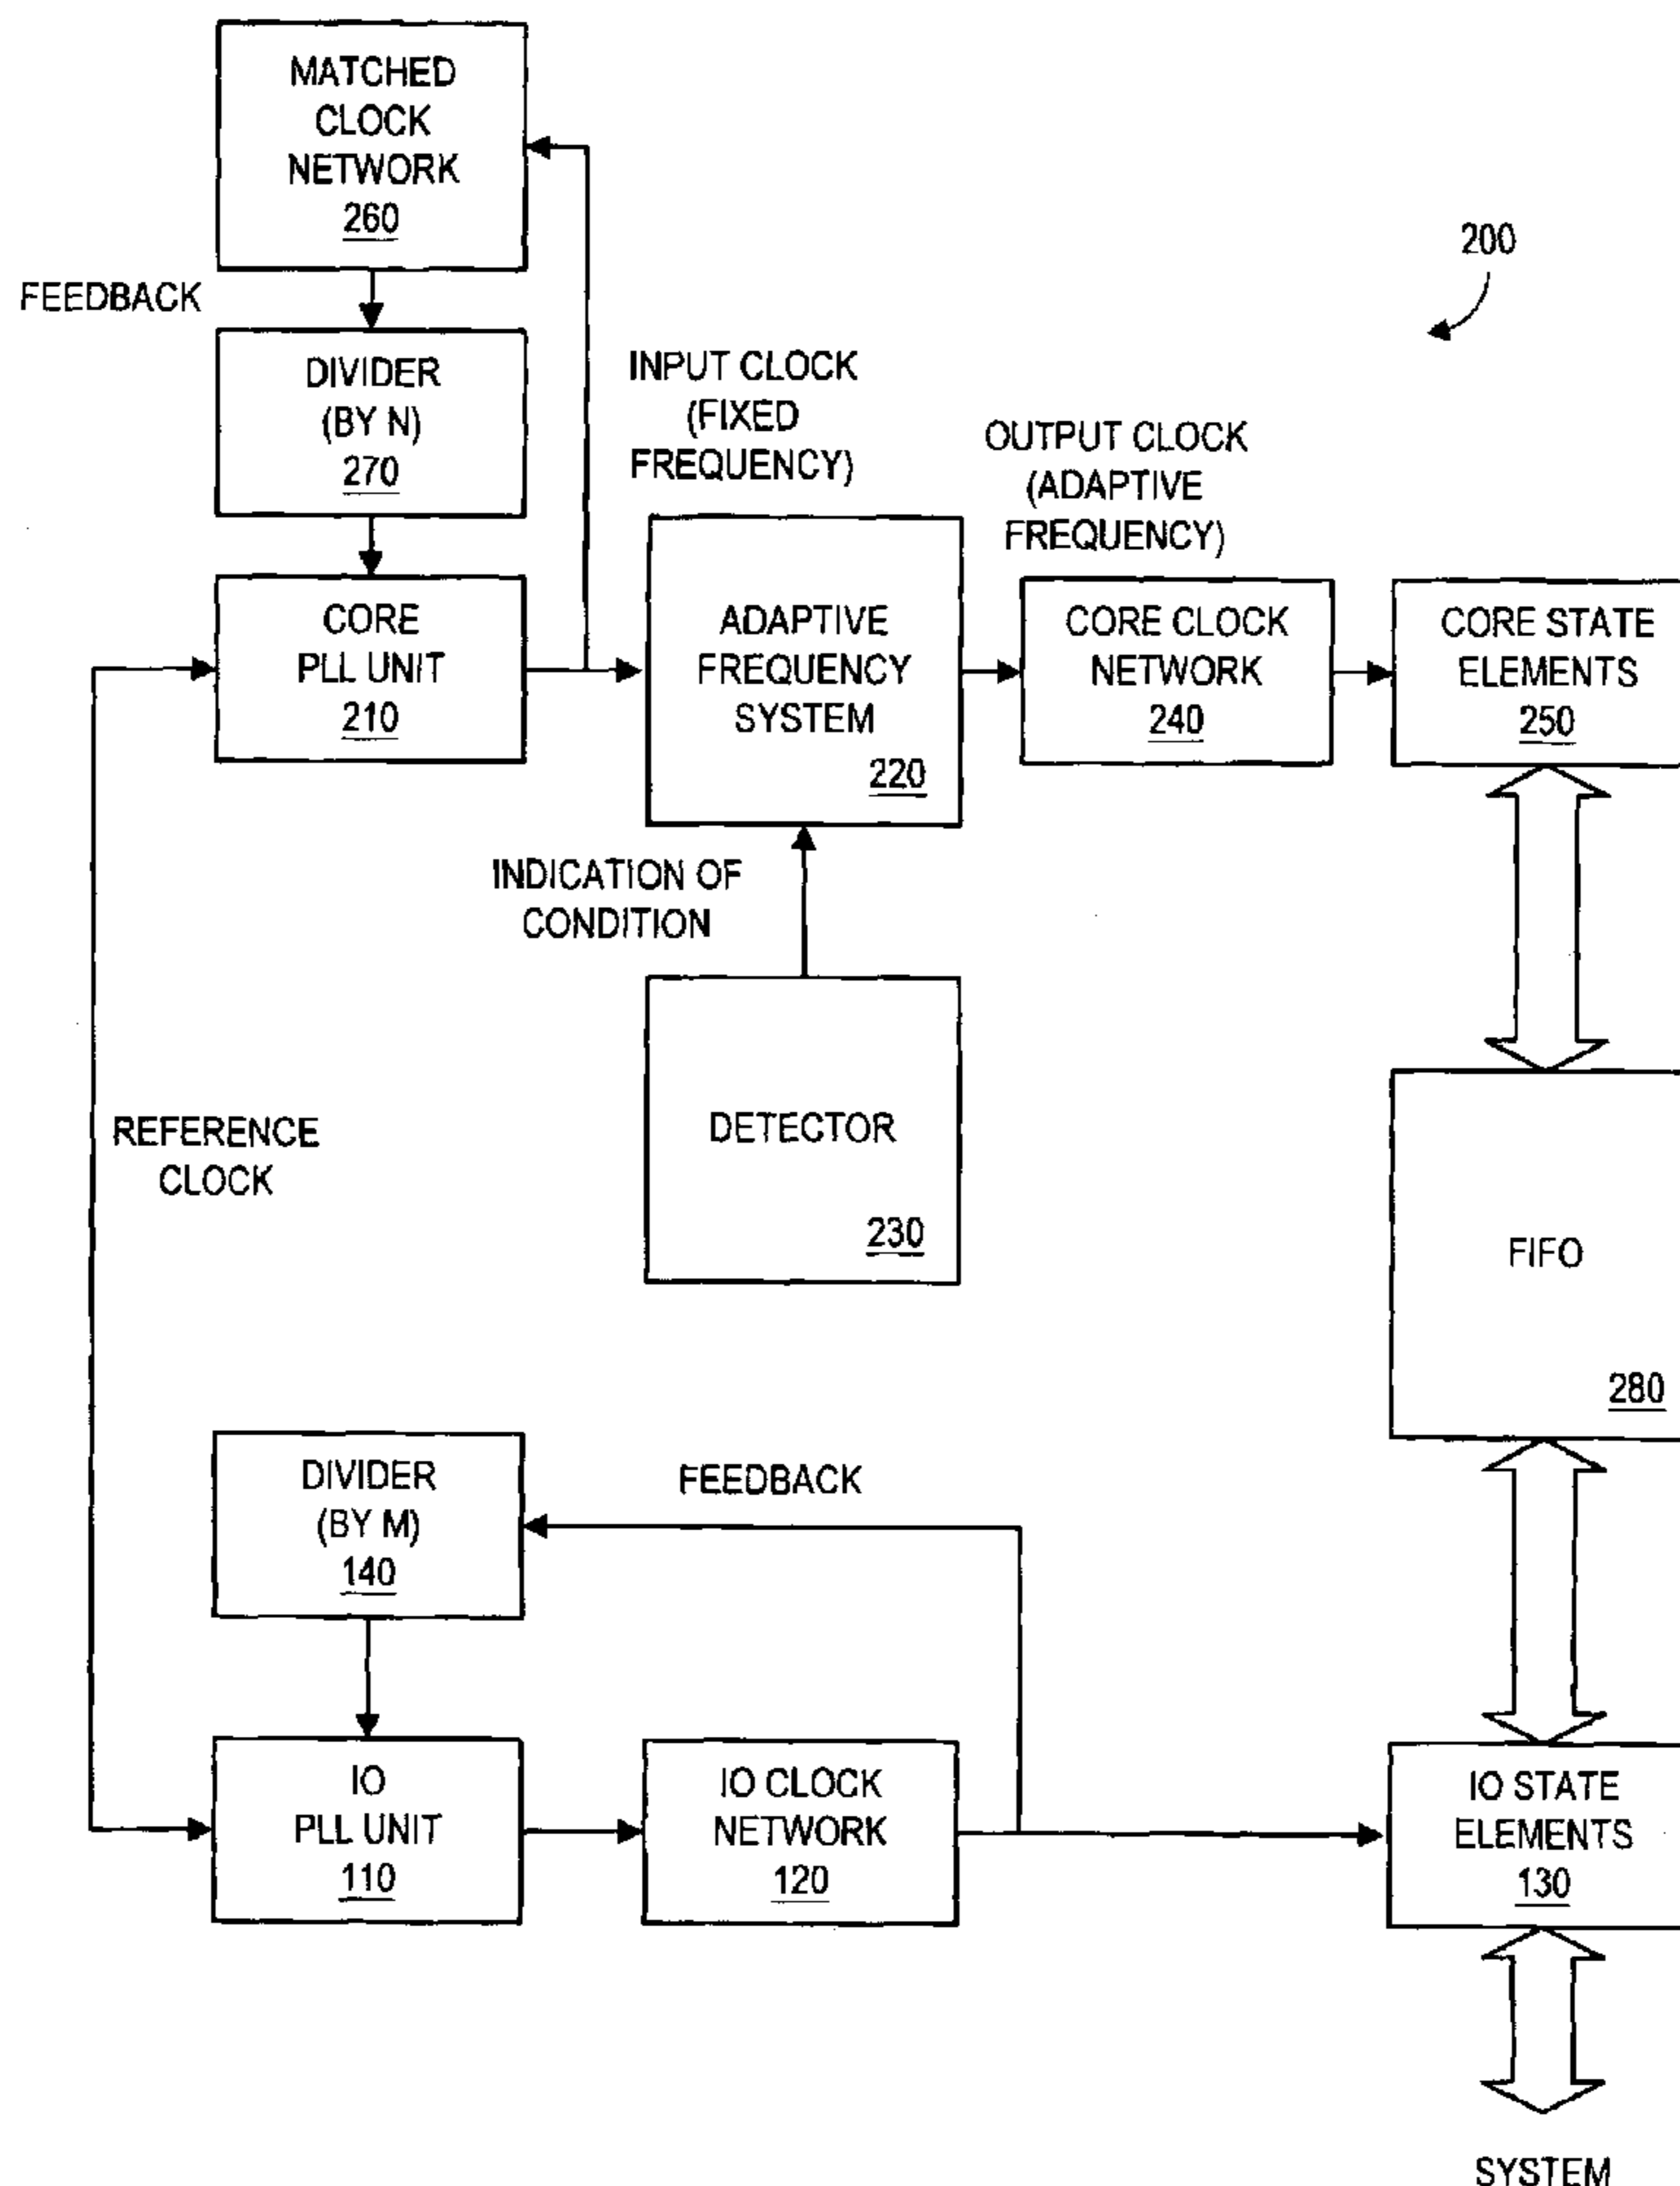 MATCHED
CLOCK
NETWORK
260
200
FEEDBACK
DIVIDER
(BY N)
270
INPUT CLOCK
(FIXED
FREQUENCY)
OUTPUT CLOCK
(ADAPTIVE
FREQUENCY)
CORE
PLL UNIT
210
ADAPTIVE
FREQUENCY
SYSTEM
220
CORE CLOCK
NETWORK
240
CORE STATE
ELEMENTS
250
INDICATION OF
CONDITION
REFERENCE
CLOCK
DETECTOR
230
FIFO
280
DIVIDER
(BY M)
140
FEEDBACK
IO
PLL UNIT
110
IO CLOCK
NETWORK
120
IO STATE
ELEMENTS
130
SYSTEM